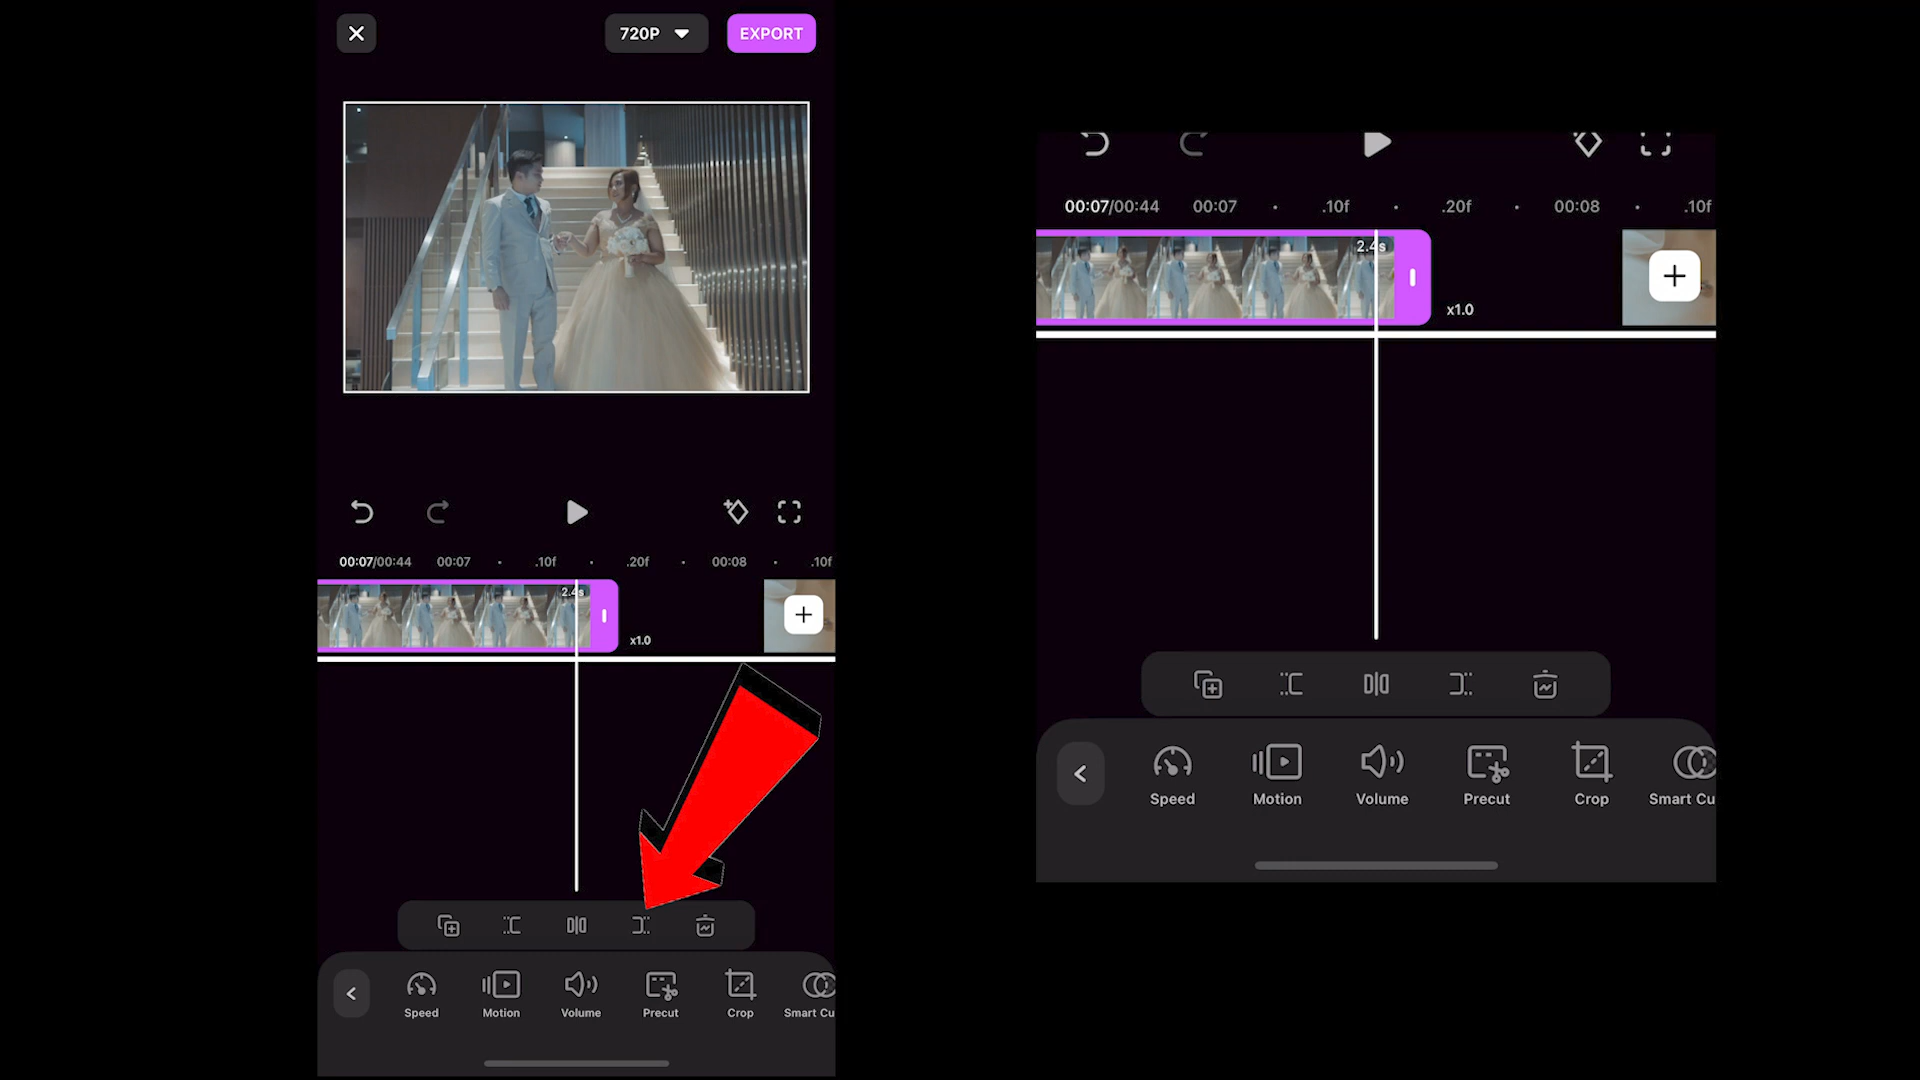 720P
EXPORT
00:07/00:44 00:07 .10f .20f 00:08 .10f
2.4s
x1.0
Speed Motion Volume Precut Crop Smart Cu
00:07/00:44 00:07 .10f .20f 00:08 .10f
2.4s
x1.0
Speed Motion Volume Precut Crop Smart Cu